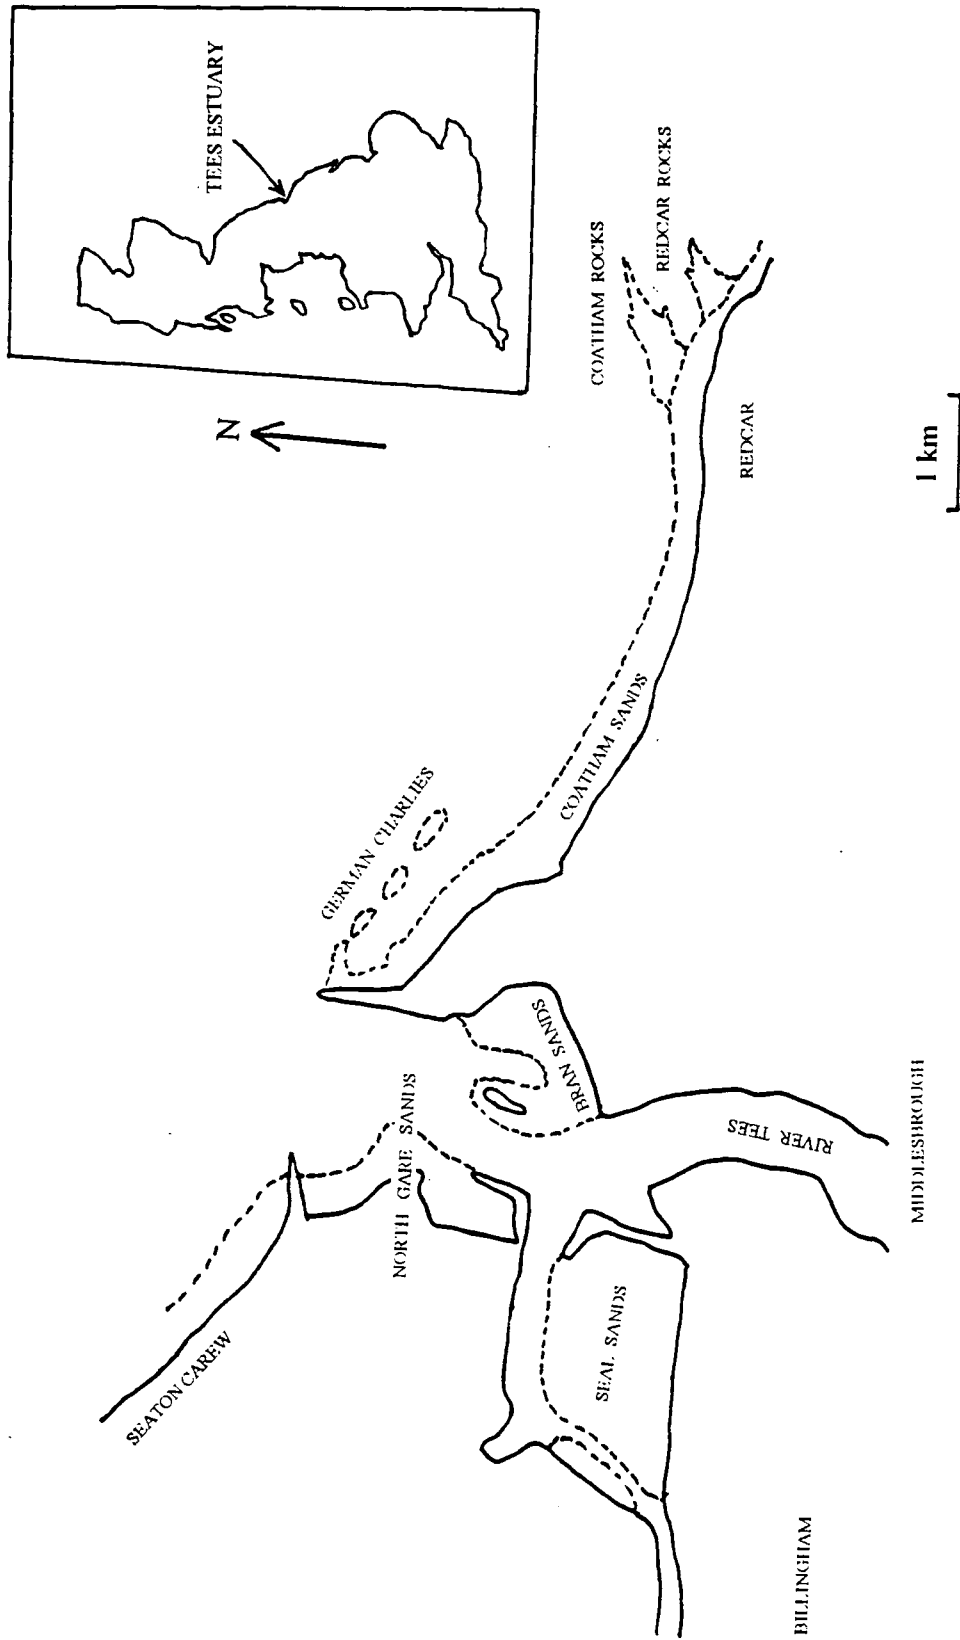 TEES ESTUARY
N
COATHAM ROCKS
REDCAR ROCKS
REDCAR
1 km
GERMAN CHARLIES
COATHAM SANDS
SEATON CAREW
NORTH GARE SANDS
BRAN SANDS
SEAL SANDS
RIVER TEES
MIDDLESBROUGH
BILLINGHAM